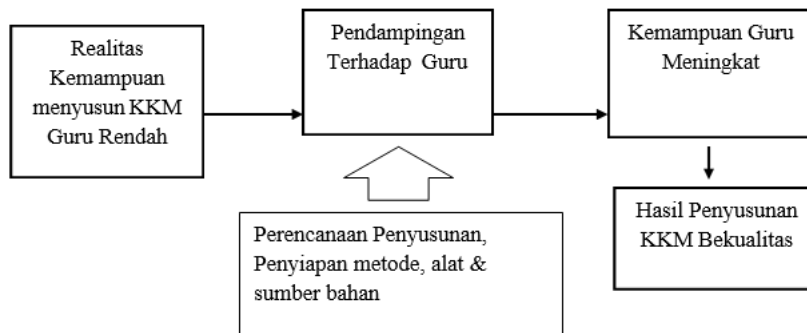 Realitas
Kemampuan
menyusun KKM
Guru Rendah
Pendampingan
Terhadap Guru
Kemampuan Guru
Meningkat
Perencanaan Penyusunan,
Penyiapan metode, alat &
sumber bahan
Hasil Penyusunan
KKM Bekualitas